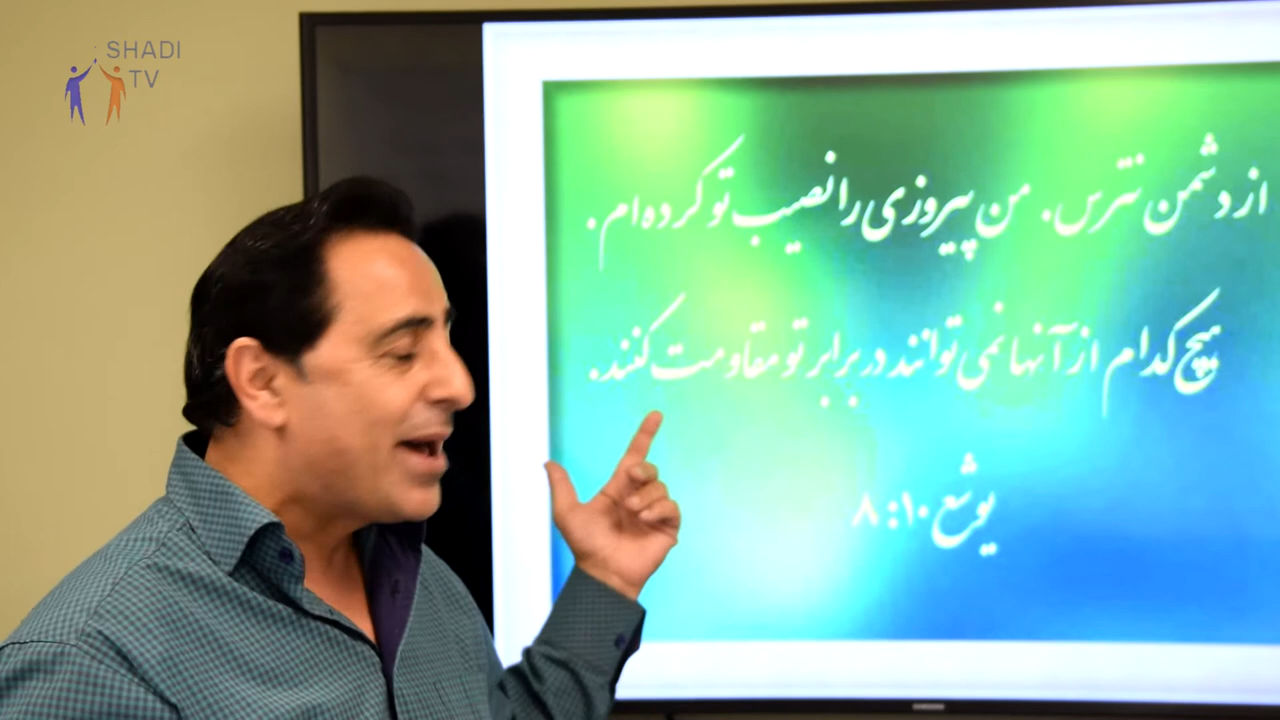 SHADI
TV
از دشمن نترس. من پیروزی را نصیب تو کرده‌ام.
هیچ کدام از آنها نمی‌توانند در برابر تو مقاومت کنند.
یوشع ۱۰:۸
SAMSUNG